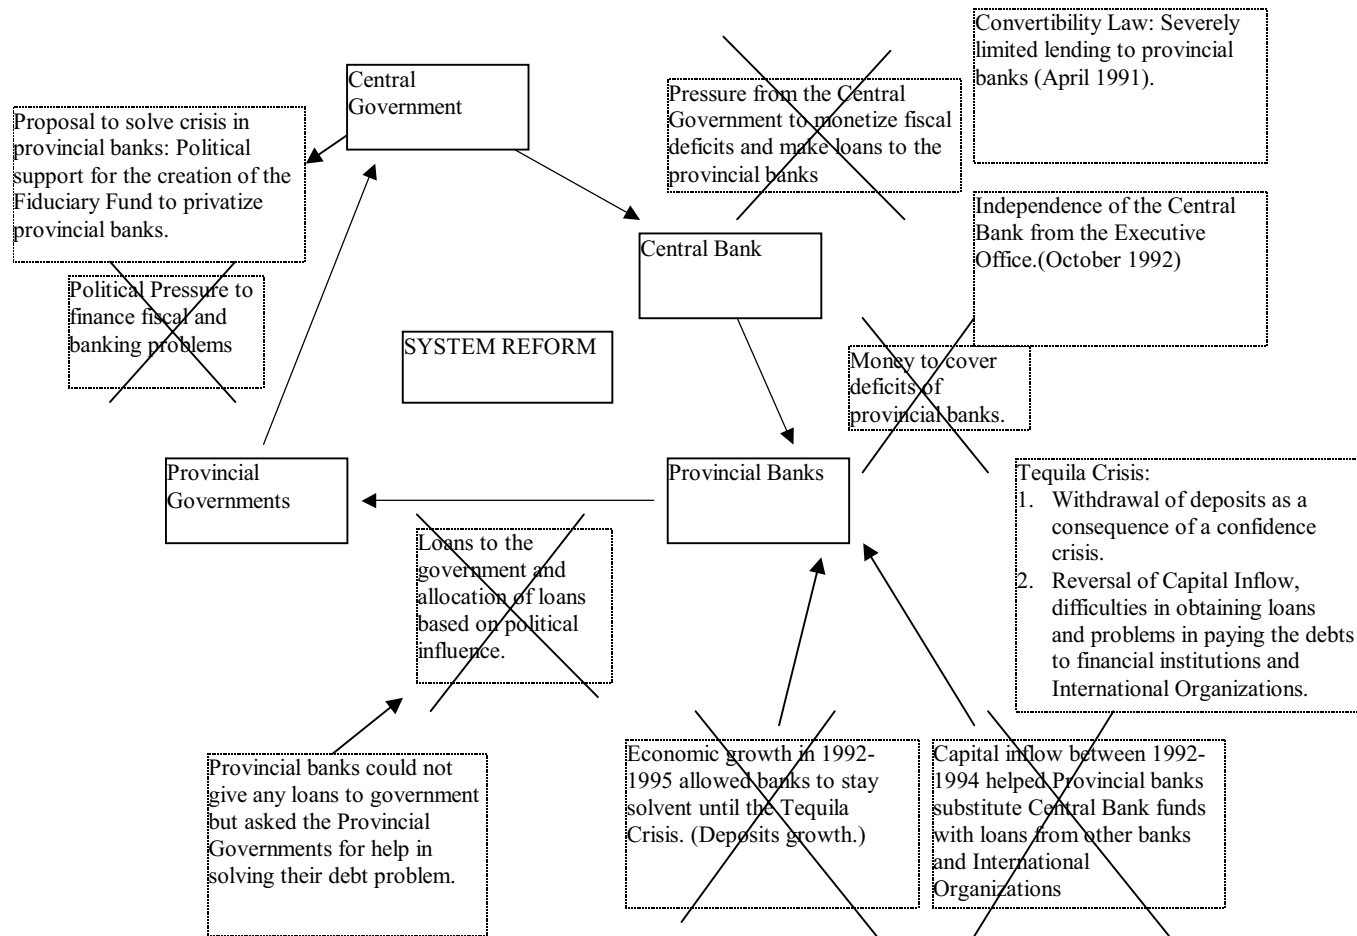 Convertibility Law: Severely
limited lending to provincial
banks (April 1991).
Central
Government
Pressure from the Central
Government to monetize fiscal
deficits and make loans to the
provincial banks
Proposal to solve crisis in
provincial banks: Political
support for the creation of the
Fiduciary Fund to privatize
provincial banks.
Independence of the Central
Bank from the Executive
Office.(October 1992)
Central Bank
Political Pressure to
finance fiscal and
banking problems
SYSTEM REFORM
Money to cover
deficits of
provincial banks.
Provincial
Governments
Provincial Banks
Tequila Crisis:
1. Withdrawal of deposits as a
consequence of a confidence
crisis.
2. Reversal of Capital Inflow,
difficulties in obtaining loans
and problems in paying the debts
to financial institutions and
International Organizations.
Loans to the
government and
allocation of loans
based on political
influence.
Provincial banks could not
give any loans to government
but asked the Provincial
Governments for help in
solving their debt problem.
Economic growth in 1992-
1995 allowed banks to stay
solvent until the Tequila
Crisis. (Deposits growth.)
Capital inflow between 1992-
1994 helped Provincial banks
substitute Central Bank funds
with loans from other banks
and International
Organizations